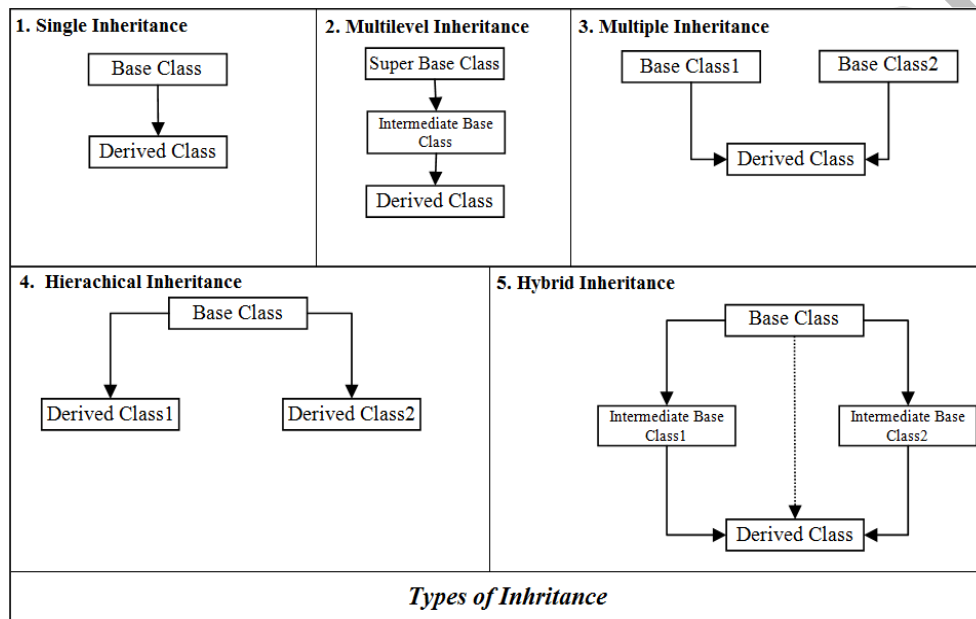 1. Single Inheritance
Base Class
Derived Class
2. Multilevel Inheritance
Super Base Class
Intermediate Base
Class
Derived Class
3. Multiple Inheritance
Base Class1
Base Class2
Derived Class
4. Hierachical Inheritance
Base Class
Derived Class1
Derived Class2
5. Hybrid Inheritance
Base Class
Intermediate Base
Class1
Intermediate Base
Class2
Derived Class
Types of Inhritance